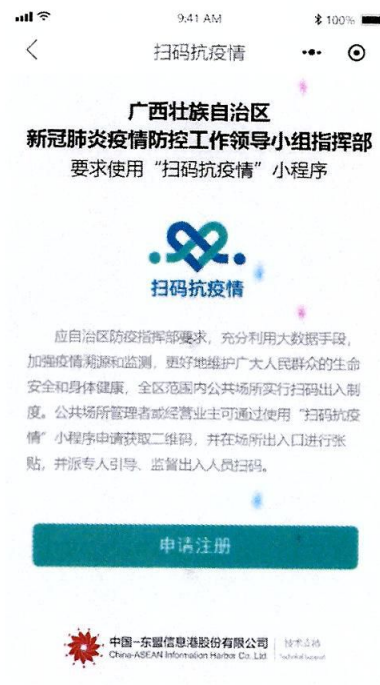 9:41 AM
100%
扫码抗疫情
广西壮族自治区
新冠肺炎疫情防控工作领导小组指挥部
要求使用“扫码抗疫情”小程序
扫码抗疫情
应自治区防疫指挥部要求，充分利用大数据手段，
加强疫情溯源和监测，更好地维护广大人民群众的生命
安全和身体健康，全区范围内公共场所实行扫码出入制
度。公共场所管理者或经营业主可通过使用“扫码抗疫
情”小程序申请获取二维码，并在场所出入口进行张
贴，并派专人引导、监督出入人员扫码。
申请注册
中国-东盟信息港股份有限公司
China-ASEAN Information Harbor Co., Ltd.
技术支持
Technical Support